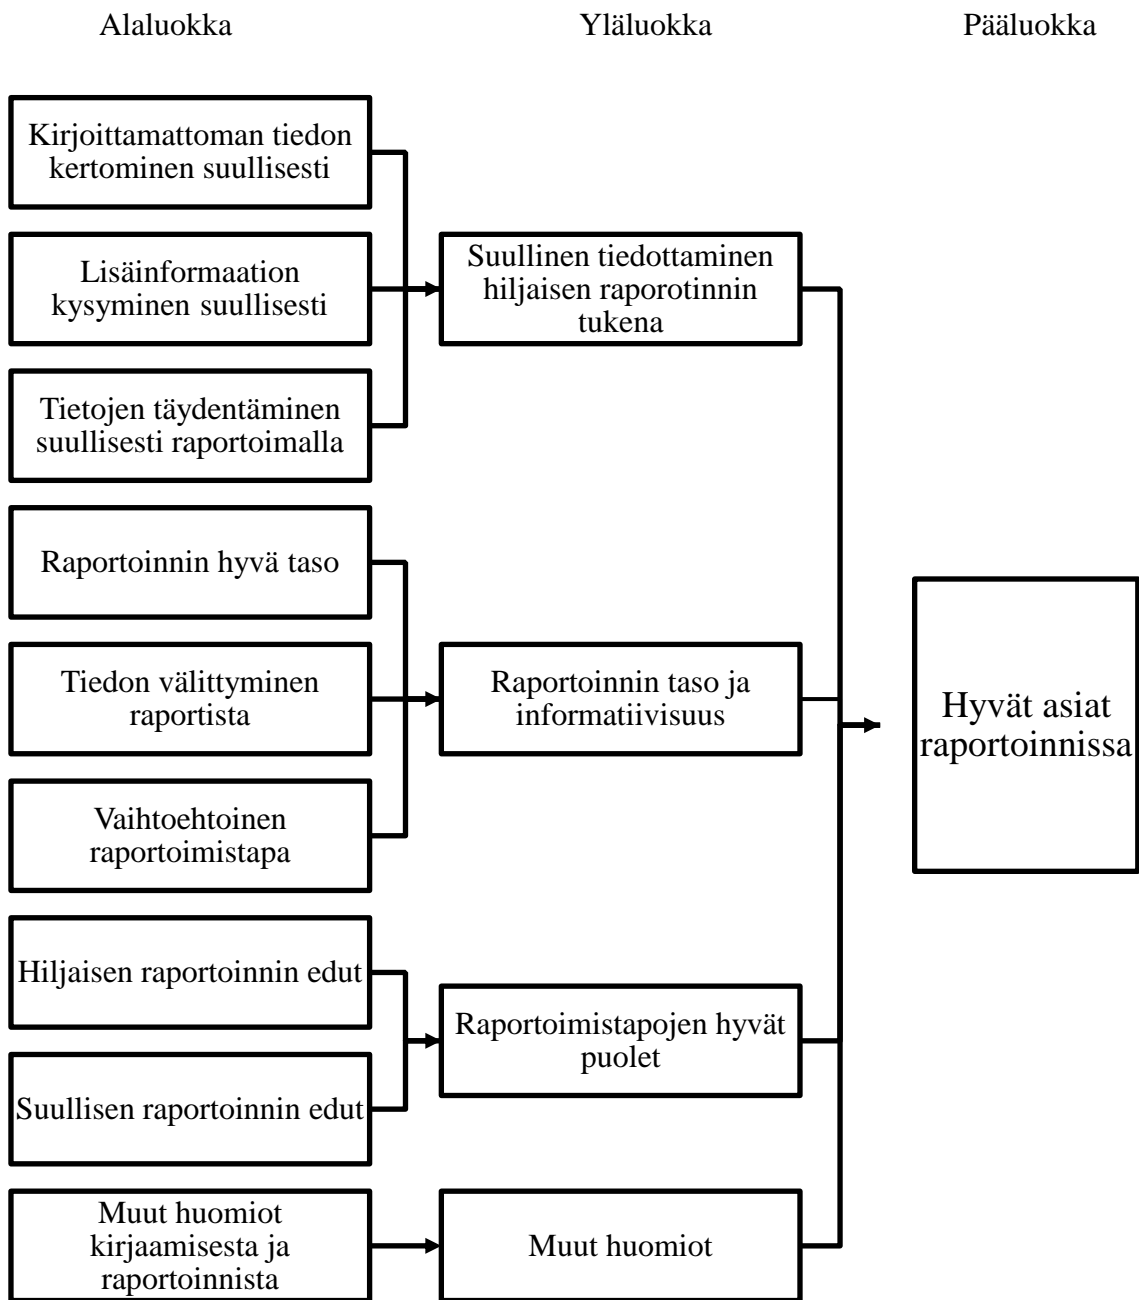 Alaluokka
Yläluokka
Pääluokka
Kirjoittamattoman tiedon
kertominen suullisesti
Lisäinformaation
kysyminen suullisesti
Tietojen täydentäminen
suullisesti raportoimalla
Suullinen tiedottaminen
hiljaisen raporotinnin
tukena
Raportoinnin hyvä taso
Tiedon välittyminen
raportista
Vaihtoehtoinen
raportoimistapa
Raportoinnin taso ja
informatiivisuus
Hiljaisen raportoinnin edut
Suullisen raportoinnin edut
Raportoimistapojen hyvät
puolet
Muut huomiot
kirjaamisesta ja
raportoinnista
Muut huomiot
Hyvät asiat
raportoinnissa